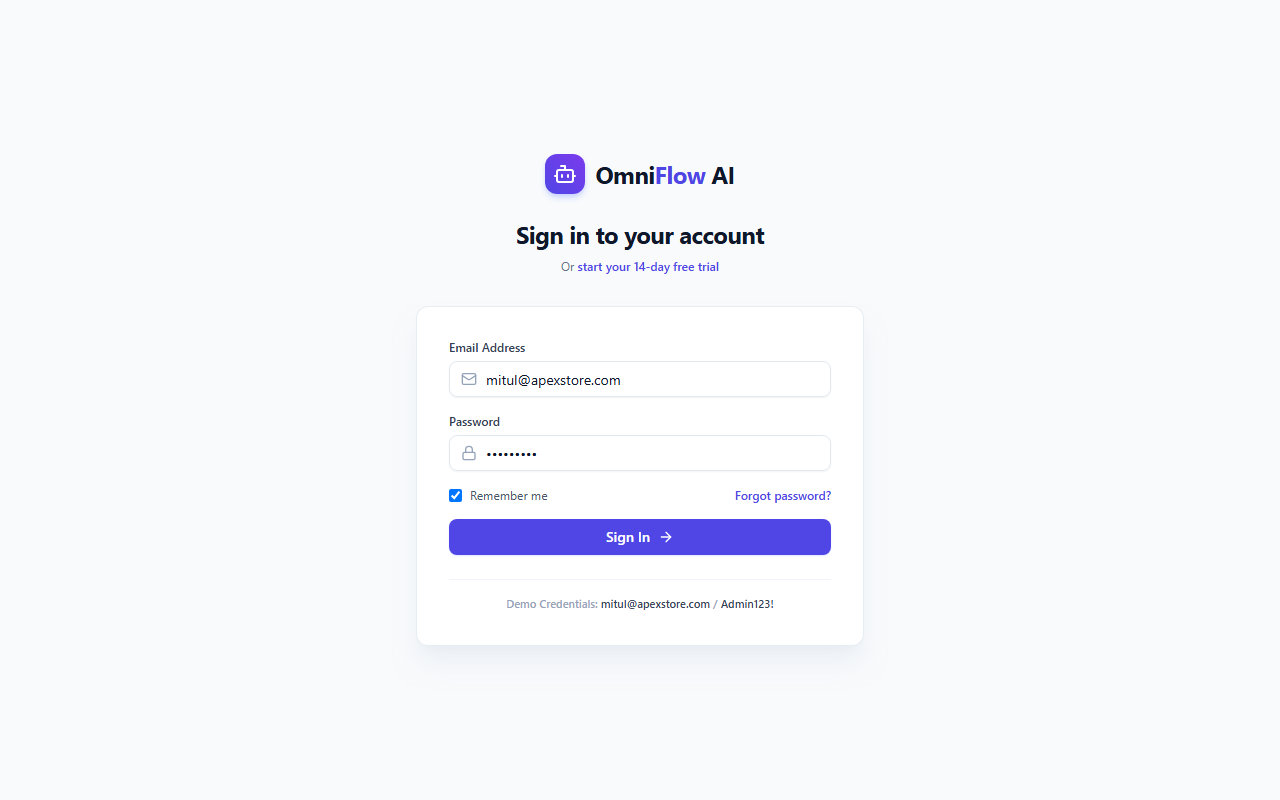 OmniFlow AI
Sign in to your account
Or start your 14-day free trial
Email Address
mitul@apexstore.com
Password
•••••••••
Remember me
Forgot password?
Sign In
Demo Credentials: mitul@apexstore.com / Admin123!